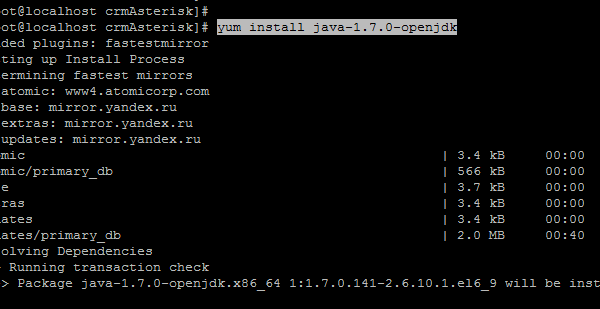 ot@localhost crmAsterisk]#
ot@localhost crmAsterisk]# yum install java-1.7.0-openjdk
ded plugins: fastestmirror
ting up Install Process
ermining fastest mirrors
atomic: www4.atomicorp.com
base: mirror.yandex.ru
extras: mirror.yandex.ru
updates: mirror.yandex.ru
omic | 3.4 kB 00:00
omic/primary_db | 566 kB 00:00
e | 3.7 kB 00:00
ras | 3.4 kB 00:00
ates | 3.4 kB 00:00
ates/primary_db | 2.0 MB 00:40
olving Dependencies
> Running transaction check
-> Package java-1.7.0-openjdk.x86_64 1:1.7.0.141-2.6.10.1.el6_9 will be inst